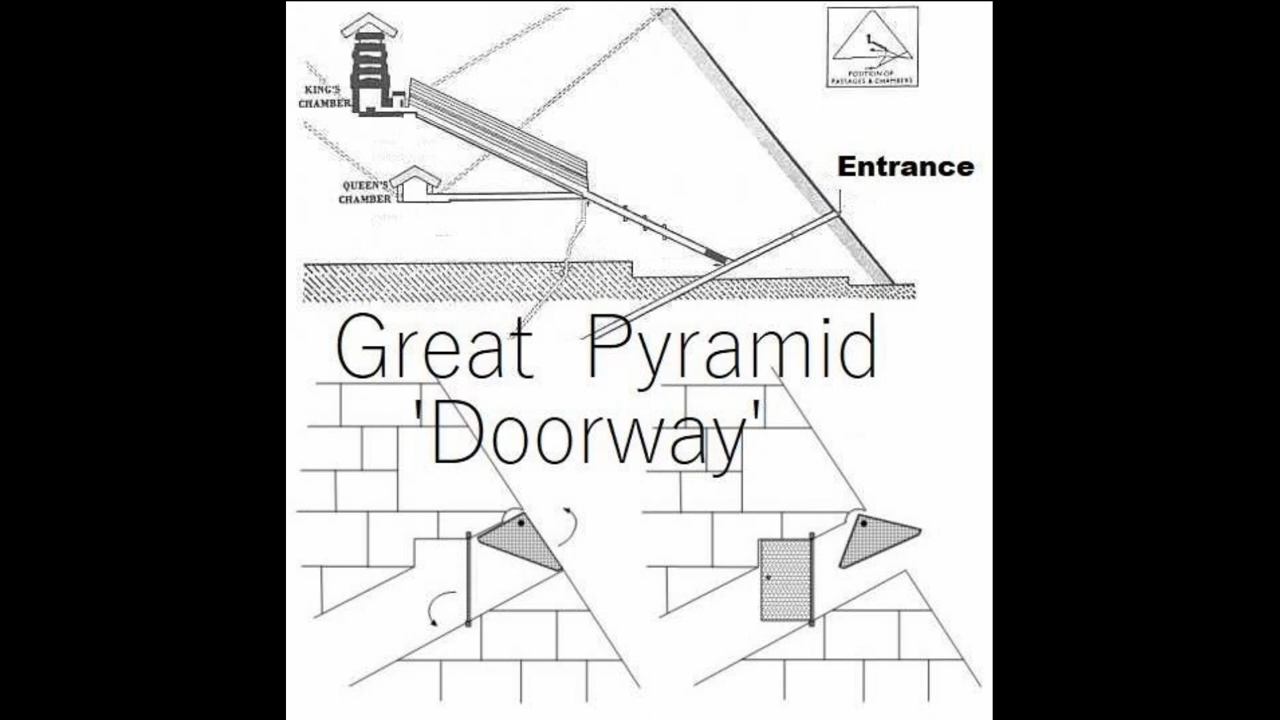 POSITION OF
PASSAGES & CHAMBERS
KING'S
CHAMBER
Entrance
QUEEN'S
CHAMBER
Great Pyramid
'Doorway'